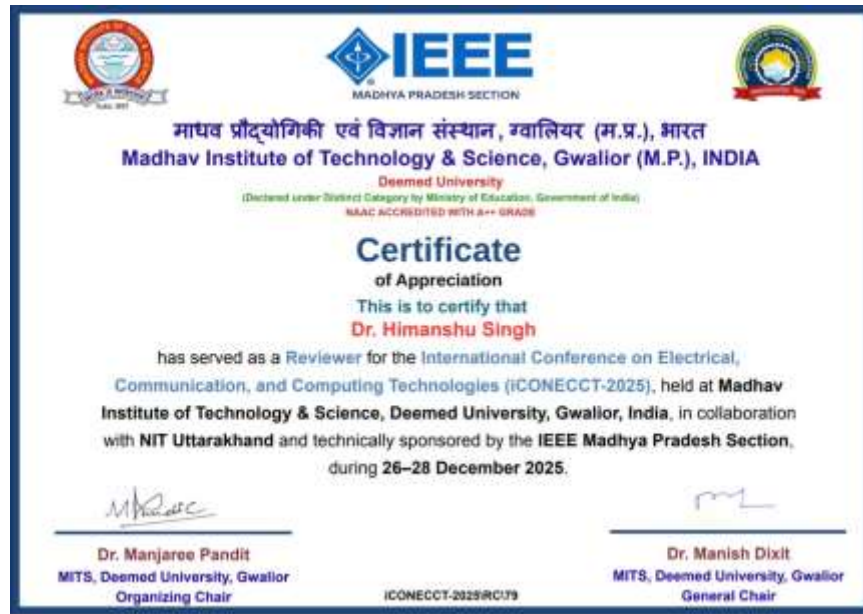 IEEE
MADHYA PRADESH SECTION
माधव प्रौद्योगिकी एवं विज्ञान संस्थान, ग्वालियर (म.प्र.), भारत
Madhav Institute of Technology & Science, Gwalior (M.P.), INDIA
Deemed University
(Declared under Distinct Category by Ministry of Education, Government of India)
NAAC ACCREDITED WITH A++ GRADE
Certificate
of Appreciation
This is to certify that
Dr. Himanshu Singh
has served as a Reviewer for the International Conference on Electrical,
Communication, and Computing Technologies (iCONECCT-2025), held at Madhav
Institute of Technology & Science, Deemed University, Gwalior, India, in collaboration
with NIT Uttarakhand and technically sponsored by the IEEE Madhya Pradesh Section,
during 26–28 December 2025.
Dr. Manjaree Pandit
MITS, Deemed University, Gwalior
Organizing Chair
iCONECCT-2025\RC\79
Dr. Manish Dixit
MITS, Deemed University, Gwalior
General Chair